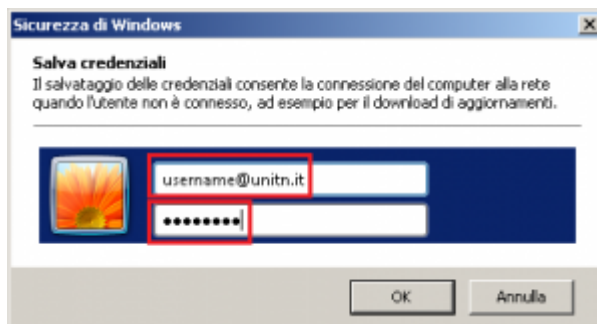 Sicurezza di Windows
Salva credenziali
Il salvataggio delle credenziali consente la connessione del computer alla rete
quando l'utente non è connesso, ad esempio per il download di aggiornamenti.
username@unitn.it
●●●●●●●●
OK Annulla